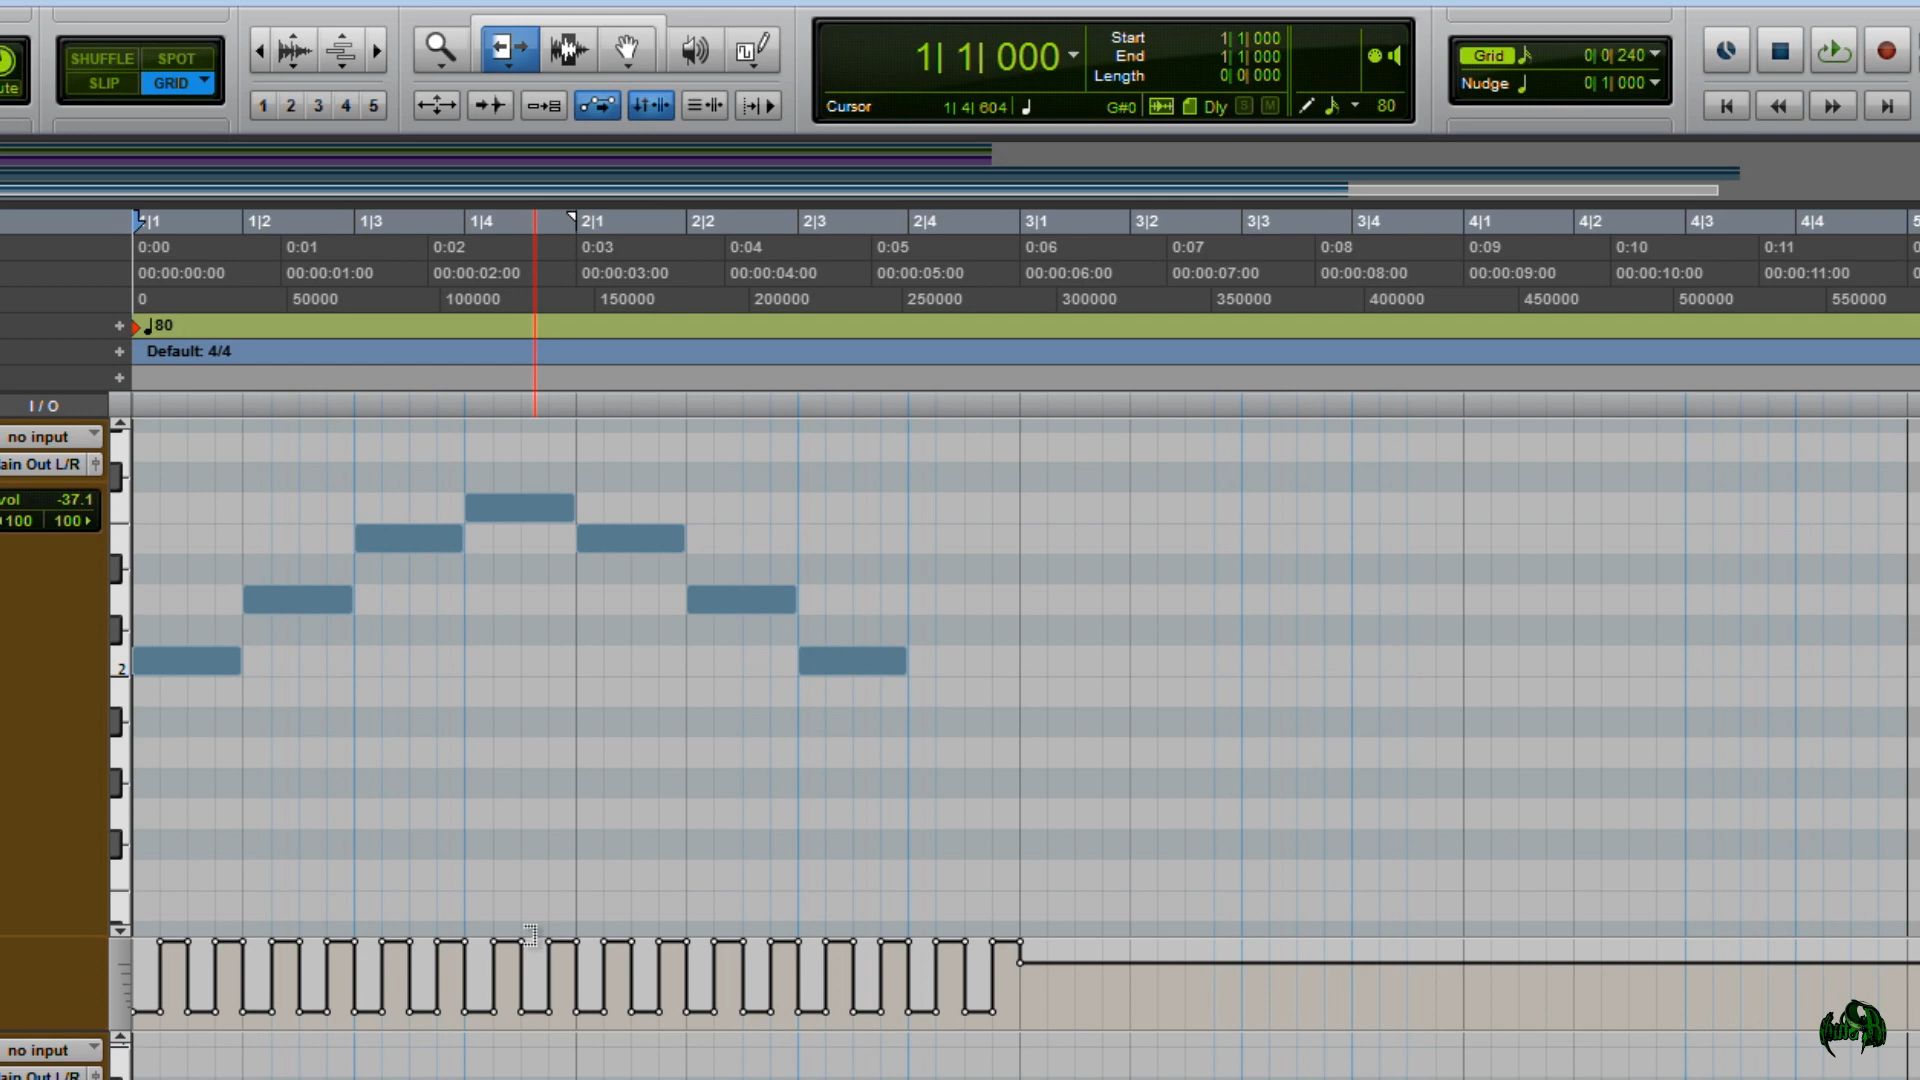 ute
SHUFFLE SPOT
SLIP GRID
1 2 3 4 5
1| 1| 000
Start 1| 1| 000
End 1| 1| 000
Length 0| 0| 000
Cursor 1| 4| 604 G#0 Dly S M 80
Grid 0| 0| 240
Nudge 0| 1| 000
1|1 1|2 1|3 1|4 2|1 2|2 2|3 2|4 3|1 3|2 3|3 3|4 4|1 4|2 4|3 4|4 5
0:00 0:01 0:02 0:03 0:04 0:05 0:06 0:07 0:08 0:09 0:10 0:11 0
00:00:00:00 00:00:01:00 00:00:02:00 00:00:03:00 00:00:04:00 00:00:05:00 00:00:06:00 00:00:07:00 00:00:08:00 00:00:09:00 00:00:10:00 00:00:11:00 0
0 50000 100000 150000 200000 250000 300000 350000 400000 450000 500000 550000
+ 80
+ Default: 4/4
+
I / O
no input
ain Out L/R
vol -37.1
100 100
2
no input
ain Out L/R